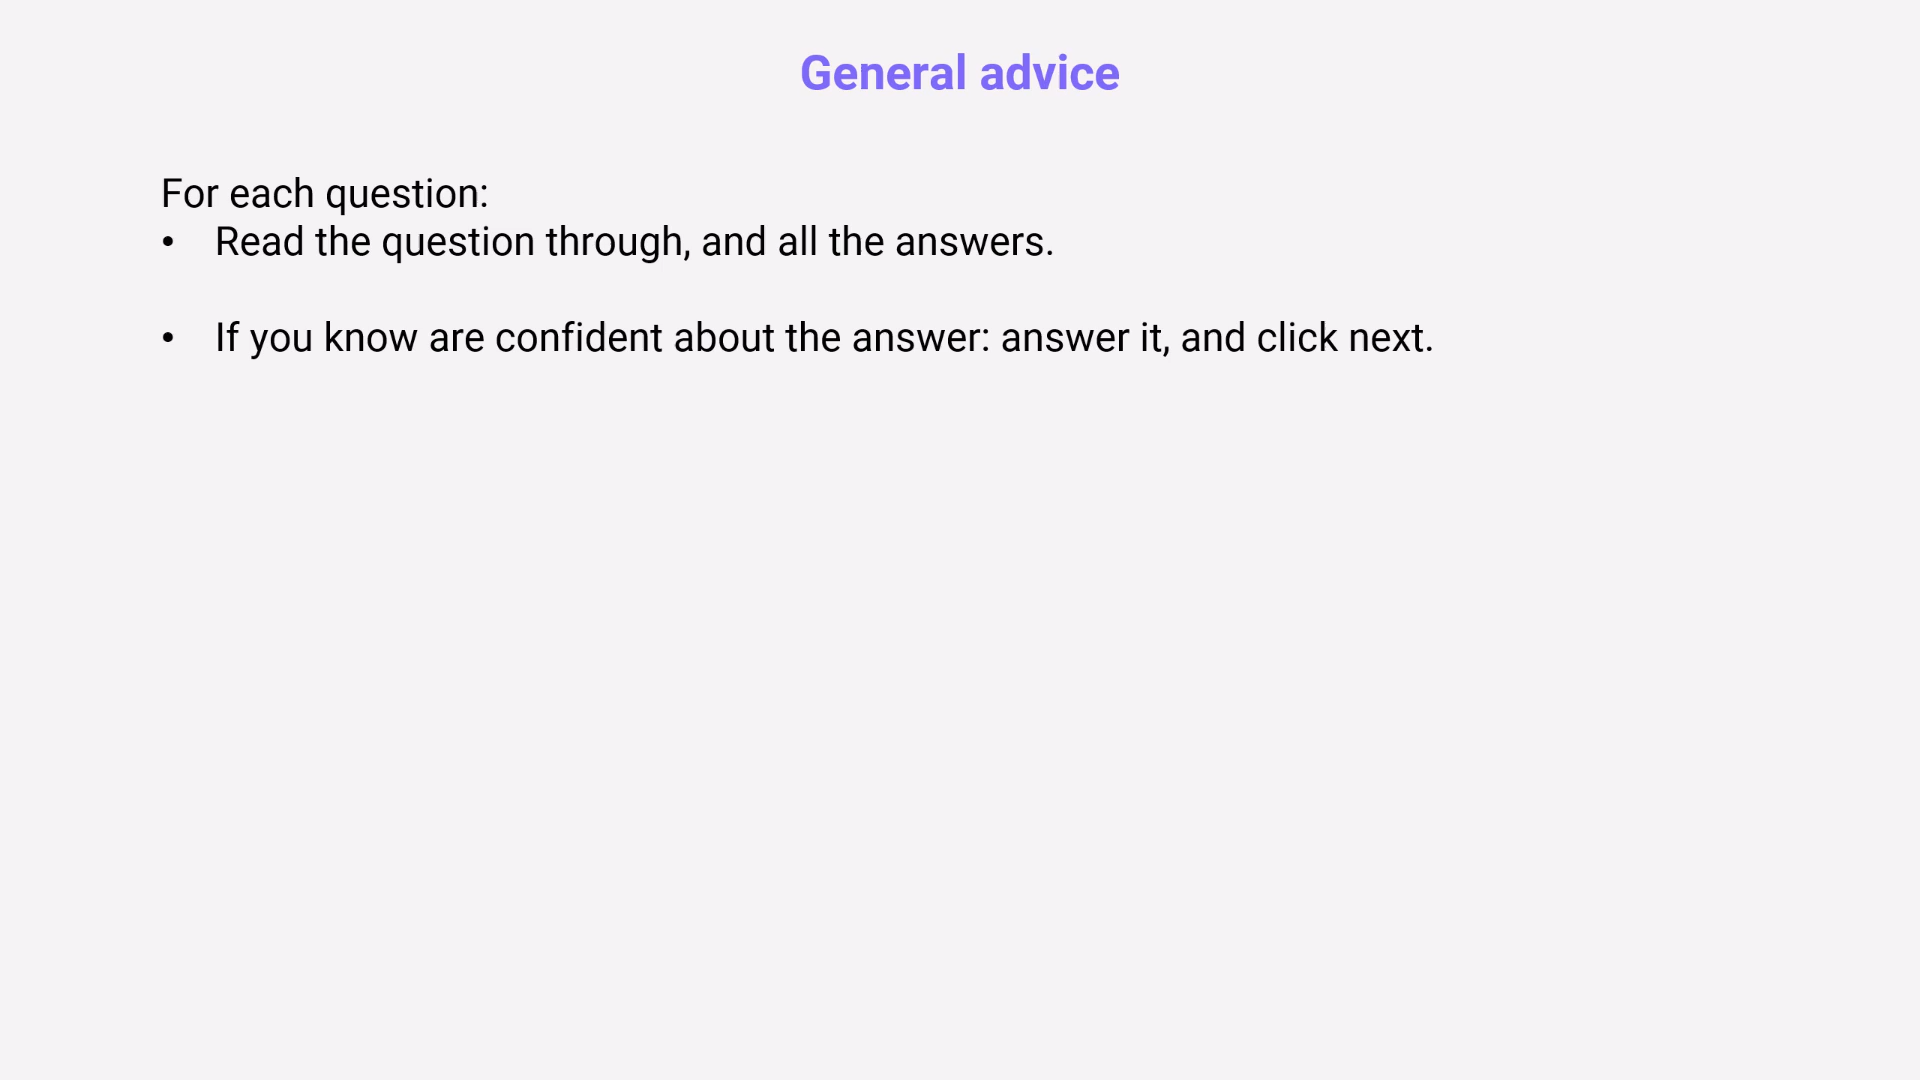 General advice
For each question:
• Read the question through, and all the answers.
• If you know are confident about the answer: answer it, and click next.